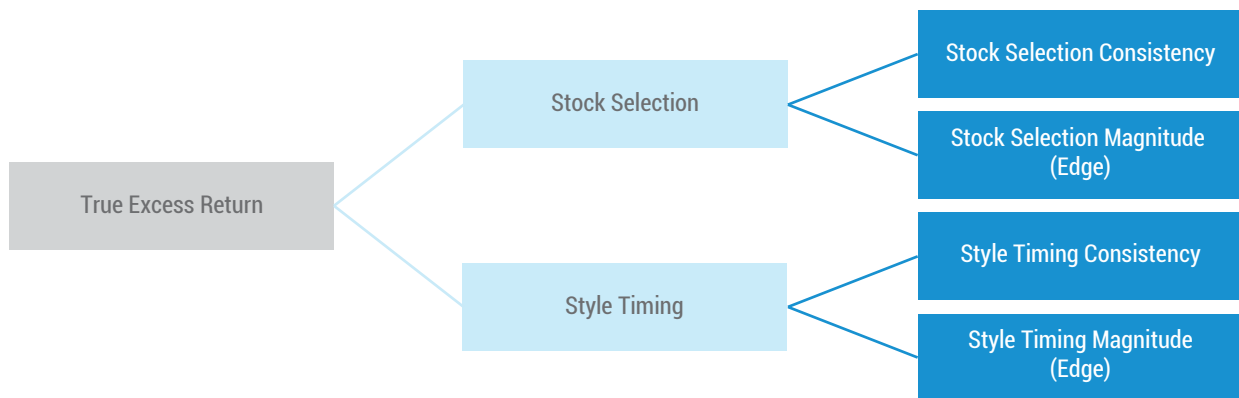 True Excess Return
Stock Selection
Style Timing
Stock Selection Consistency
Stock Selection Magnitude
(Edge)
Style Timing Consistency
Style Timing Magnitude
(Edge)